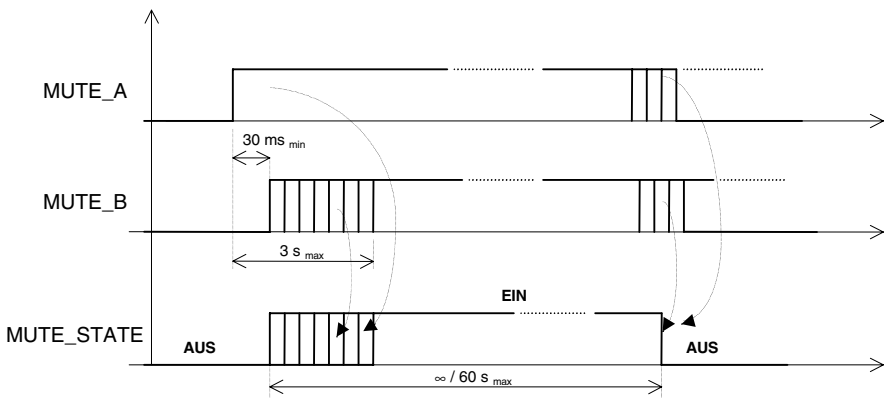 MUTE_A
30 ms min
MUTE_B
3 s max
EIN
MUTE_STATE
AUS
AUS
∞ / 60 s max